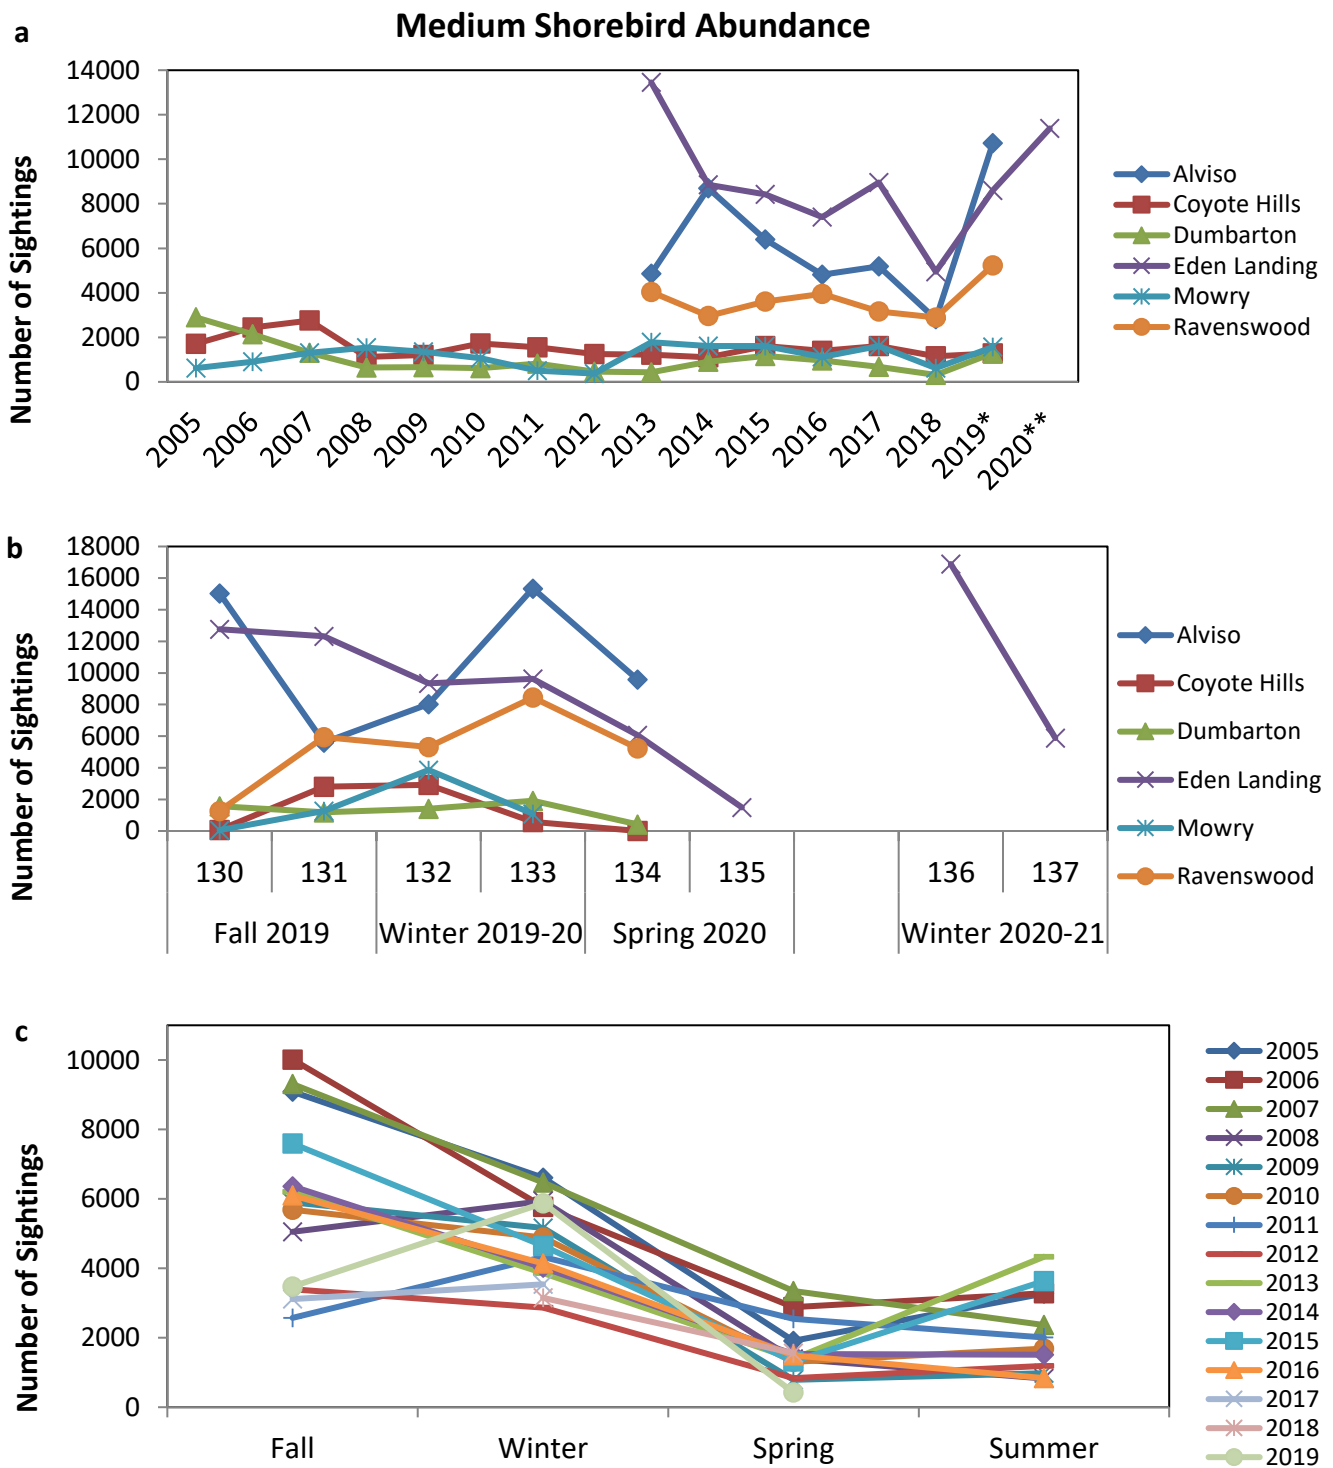 Medium Shorebird Abundance
a
Number of Sightings
14000
12000
10000
8000
6000
4000
2000
0
2005
2006
2007
2008
2009
2010
2011
2012
2013
2014
2015
2016
2017
2018
2019*
2020**
Alviso
Coyote Hills
Dumbarton
Eden Landing
Mowry
Ravenswood
b
Number of Sightings
18000
16000
14000
12000
10000
8000
6000
4000
2000
0
130 131 132 133 134 135 136 137
Fall 2019 Winter 2019-20 Spring 2020 Winter 2020-21
Alviso
Coyote Hills
Dumbarton
Eden Landing
Mowry
Ravenswood
c
Number of Sightings
10000
8000
6000
4000
2000
0
Fall Winter Spring Summer
2005
2006
2007
2008
2009
2010
2011
2012
2013
2014
2015
2016
2017
2018
2019